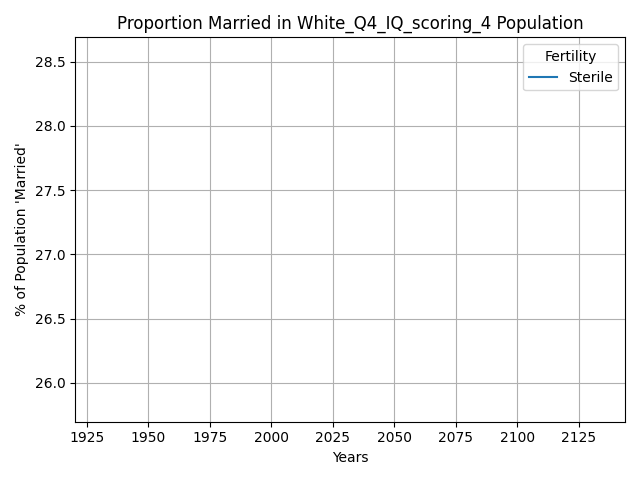 Proportion Married in White_Q4_IQ_scoring_4 Population
Fertility
Sterile
% of Population 'Married'
28.5
28.0
27.5
27.0
26.5
26.0
1925 1950 1975 2000 2025 2050 2075 2100 2125
Years